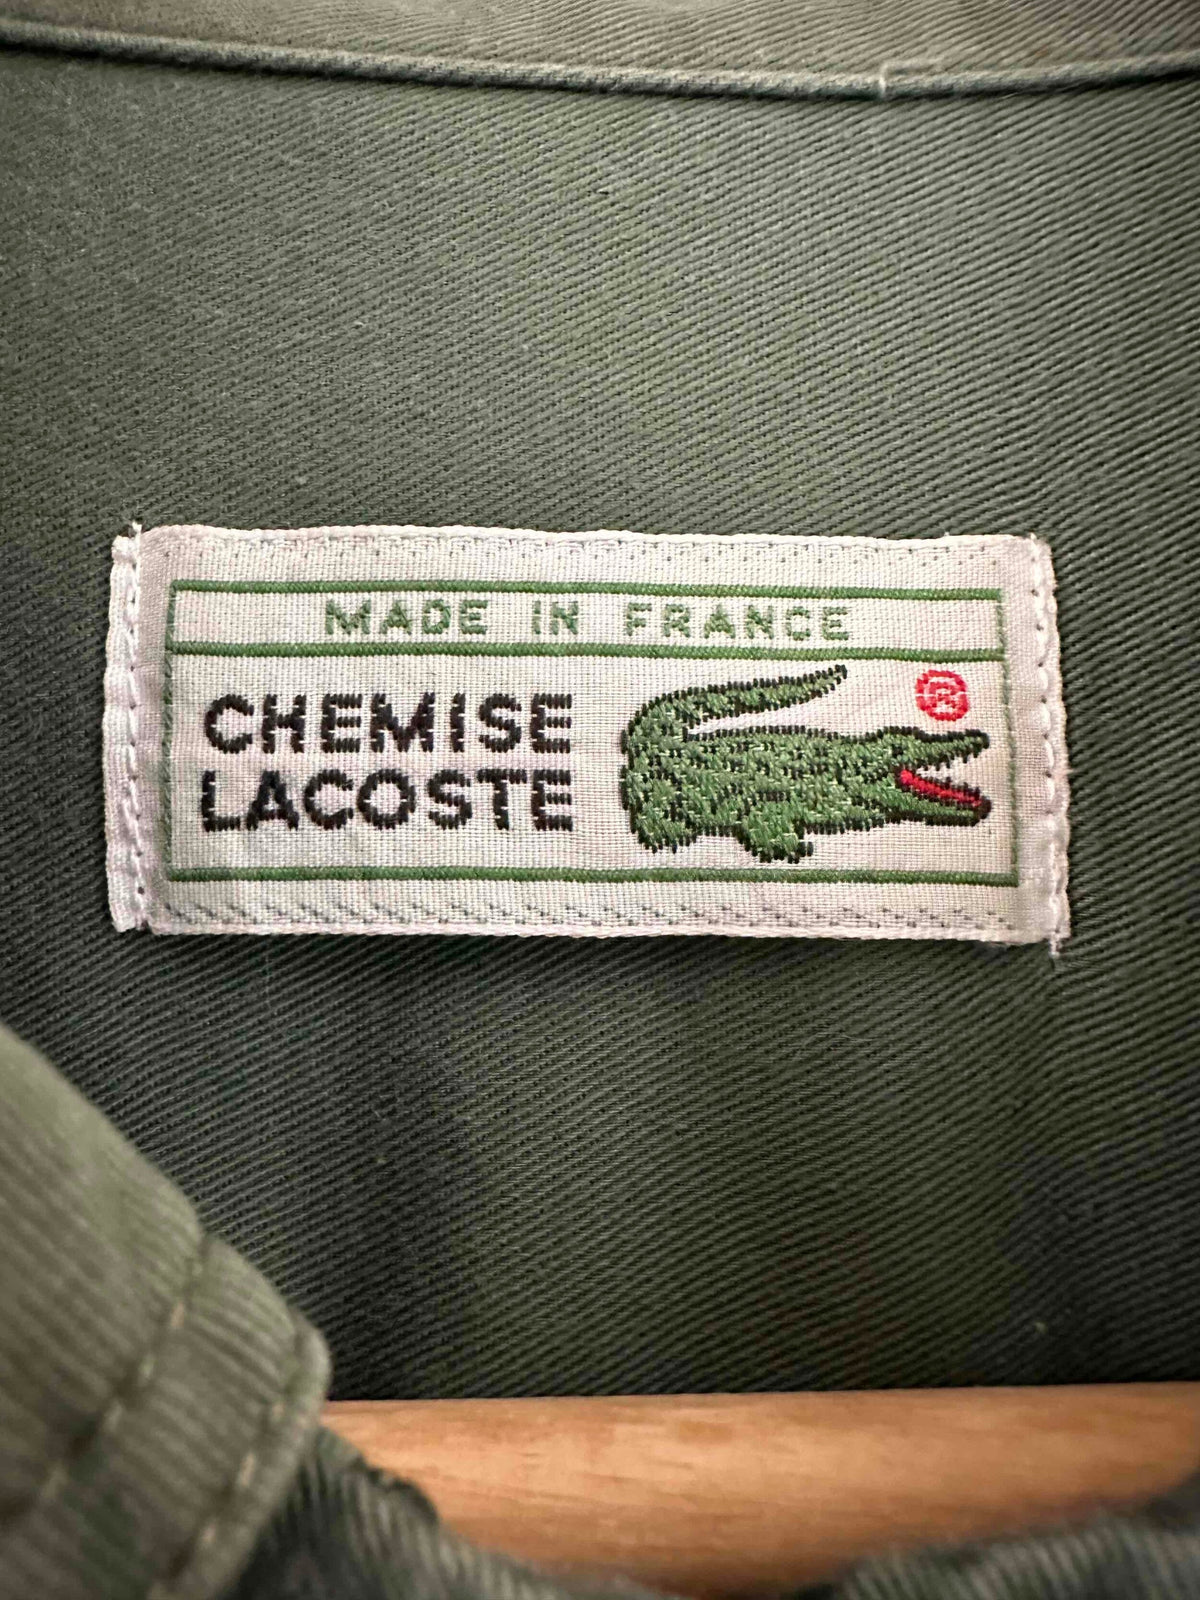 MADE IN FRANCE
CHEMISE
LACOSTE
®